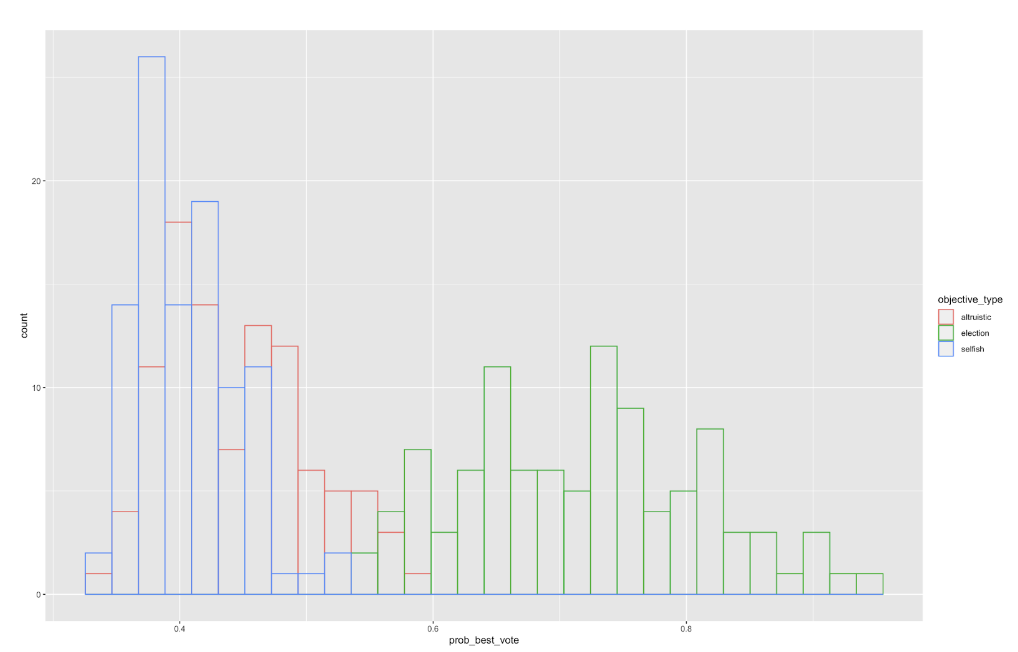 20
10
0
count
0.4
0.6
0.8
prob_best_vote
objective_type
altruistic
election
selfish